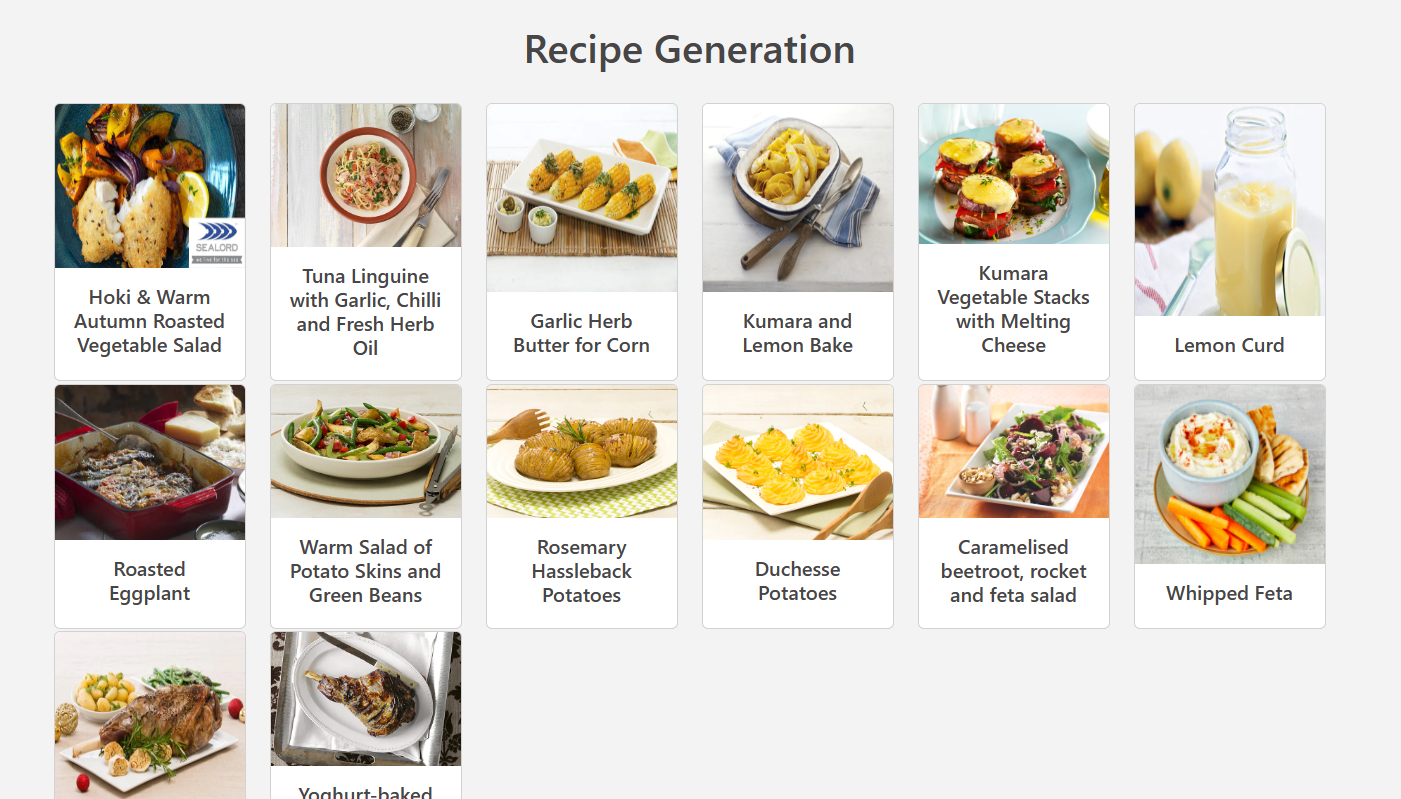 Recipe Generation
SEALORD
we live for the sea
Hoki & Warm
Autumn Roasted
Vegetable Salad
Tuna Linguine
with Garlic, Chilli
and Fresh Herb
Oil
Garlic Herb
Butter for Corn
Kumara and
Lemon Bake
Kumara
Vegetable Stacks
with Melting
Cheese
Lemon Curd
Roasted
Eggplant
Warm Salad of
Potato Skins and
Green Beans
Rosemary
Hassleback
Potatoes
Duchesse
Potatoes
Caramelised
beetroot, rocket
and feta salad
Whipped Feta
Yoghurt-baked